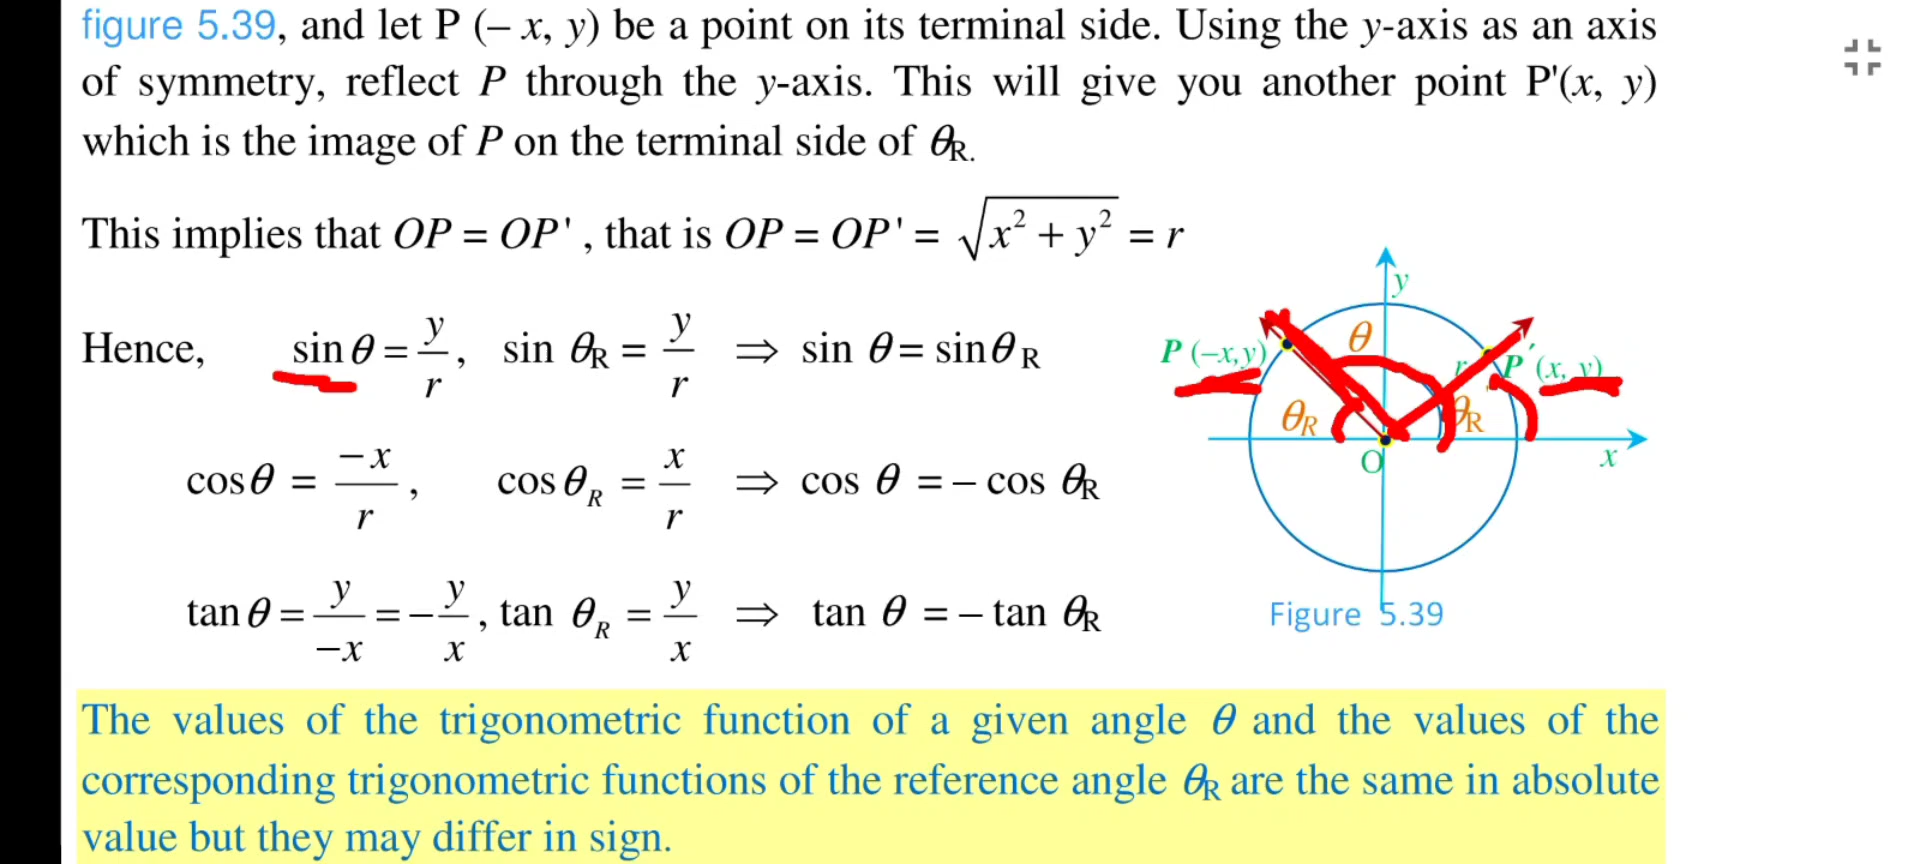 figure 5.39, and let P (– x, y) be a point on its terminal side. Using the y-axis as an axis
of symmetry, reflect P through the y-axis. This will give you another point P'(x, y)
which is the image of P on the terminal side of θR.
This implies that OP = OP' , that is OP = OP' = √(x² + y²) = r
Hence, sin θ = y/r, sin θR = y/r ⇒ sin θ = sin θR
cos θ = –x/r, cos θR = x/r ⇒ cos θ = – cos θR
tan θ = y/–x = – y/x, tan θR = y/x ⇒ tan θ = – tan θR
y
P (–x,y)
θ
r
P' (x, y)
θR
θR
O
x
Figure 5.39
The values of the trigonometric function of a given angle θ and the values of the
corresponding trigonometric functions of the reference angle θR are the same in absolute
value but they may differ in sign.